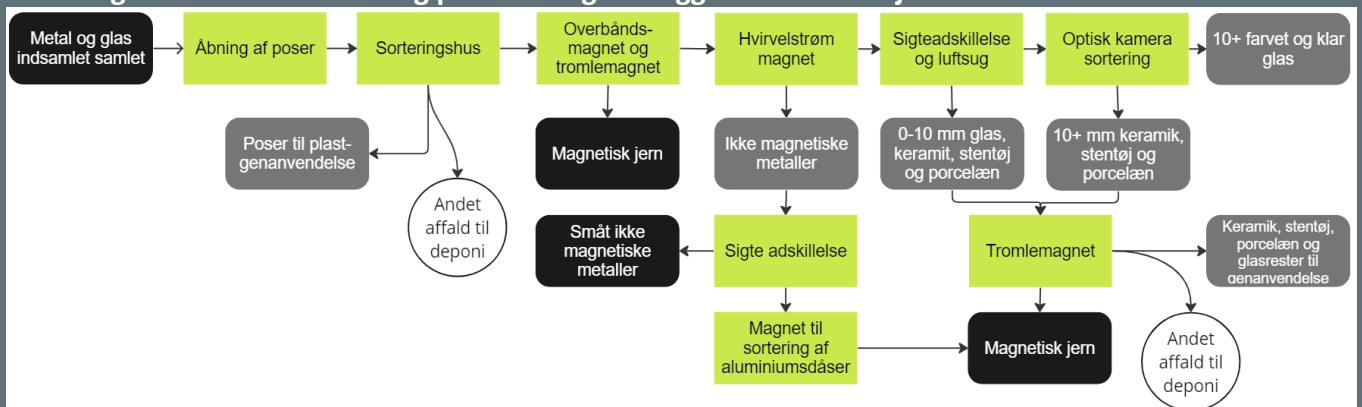 Metal og glas
indsamlet samlet
Åbning af poser
Sorteringshus
Overbånds-
magnet og
tromlemagnet
Hvirvelstrøm
magnet
Sigteadskillelse
og luftsug
Optisk kamera
sortering
10+ farvet og klar
glas
Poser til plast-
genanvendelse
Andet
affald til
deponi
Magnetisk jern
Ikke magnetiske
metaller
0-10 mm glas,
keramit, stentøj
og porcelæn
10+ mm keramik,
stentøj og
porcelæn
Småt ikke
magnetiske
metaller
Sigte adskillelse
Tromlemagnet
Keramik, stentøj,
porcelæn og
glasrester til
genanvendelse
Magnet til
sortering af
aluminiumsdåser
Magnetisk jern
Andet
affald til
deponi